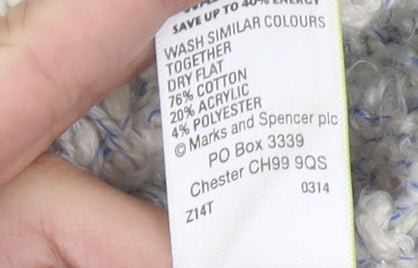 SAVE UP TO 40% ENERGY
WASH SIMILAR COLOURS
TOGETHER
DRY FLAT
76% COTTON
20% ACRYLIC
4% POLYESTER
© Marks and Spencer plc
PO Box 3339
Chester CH99 9QS
0314
Z14T